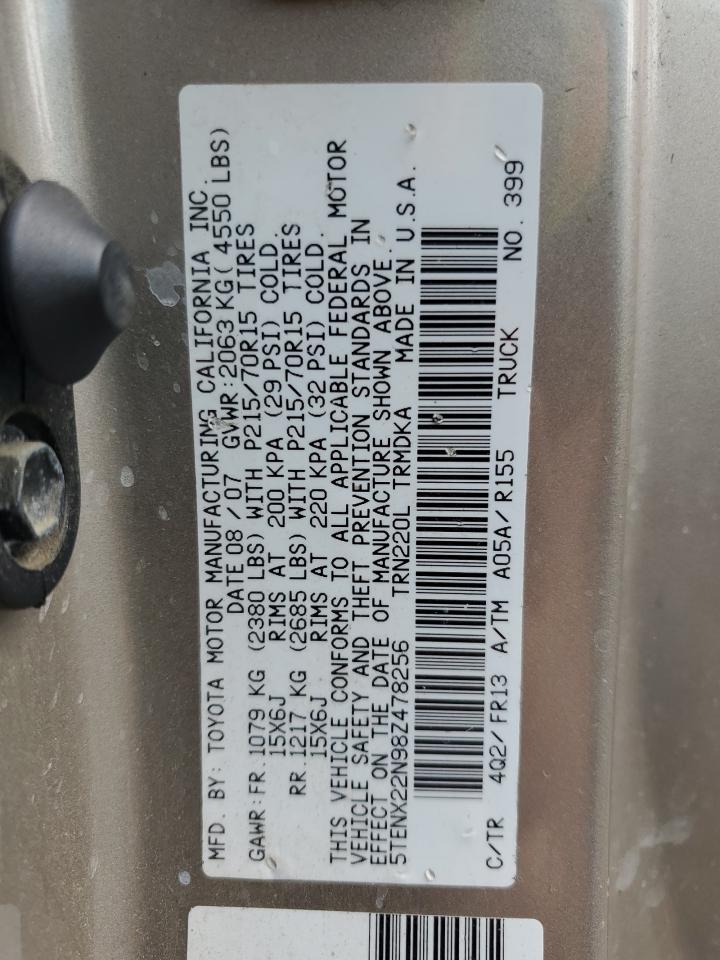 MFD. BY: TOYOTA MOTOR MANUFACTURING CALIFORNIA INC.
DATE 08 / 07 GVWR:2063 KG( 4550 LBS)
GAWR:FR.1079 KG (2380 LBS) WITH P215/70R15 TIRES
15X6J RIMS AT 200 KPA (29 PSI) COLD.
RR.1217 KG (2685 LBS) WITH P215/70R15 TIRES
15X6J RIMS AT 220 KPA (32 PSI) COLD.
THIS VEHICLE CONFORMS TO ALL APPLICABLE FEDERAL MOTOR
VEHICLE SAFETY AND THEFT PREVENTION STANDARDS IN
EFFECT ON THE DATE OF MANUFACTURE SHOWN ABOVE.
5TENX22N98Z478256 TRN220L TRMDKA MADE IN U.S.A.
C/TR 4Q2/FR13 A/TM A05A/R155 TRUCK NO. 399